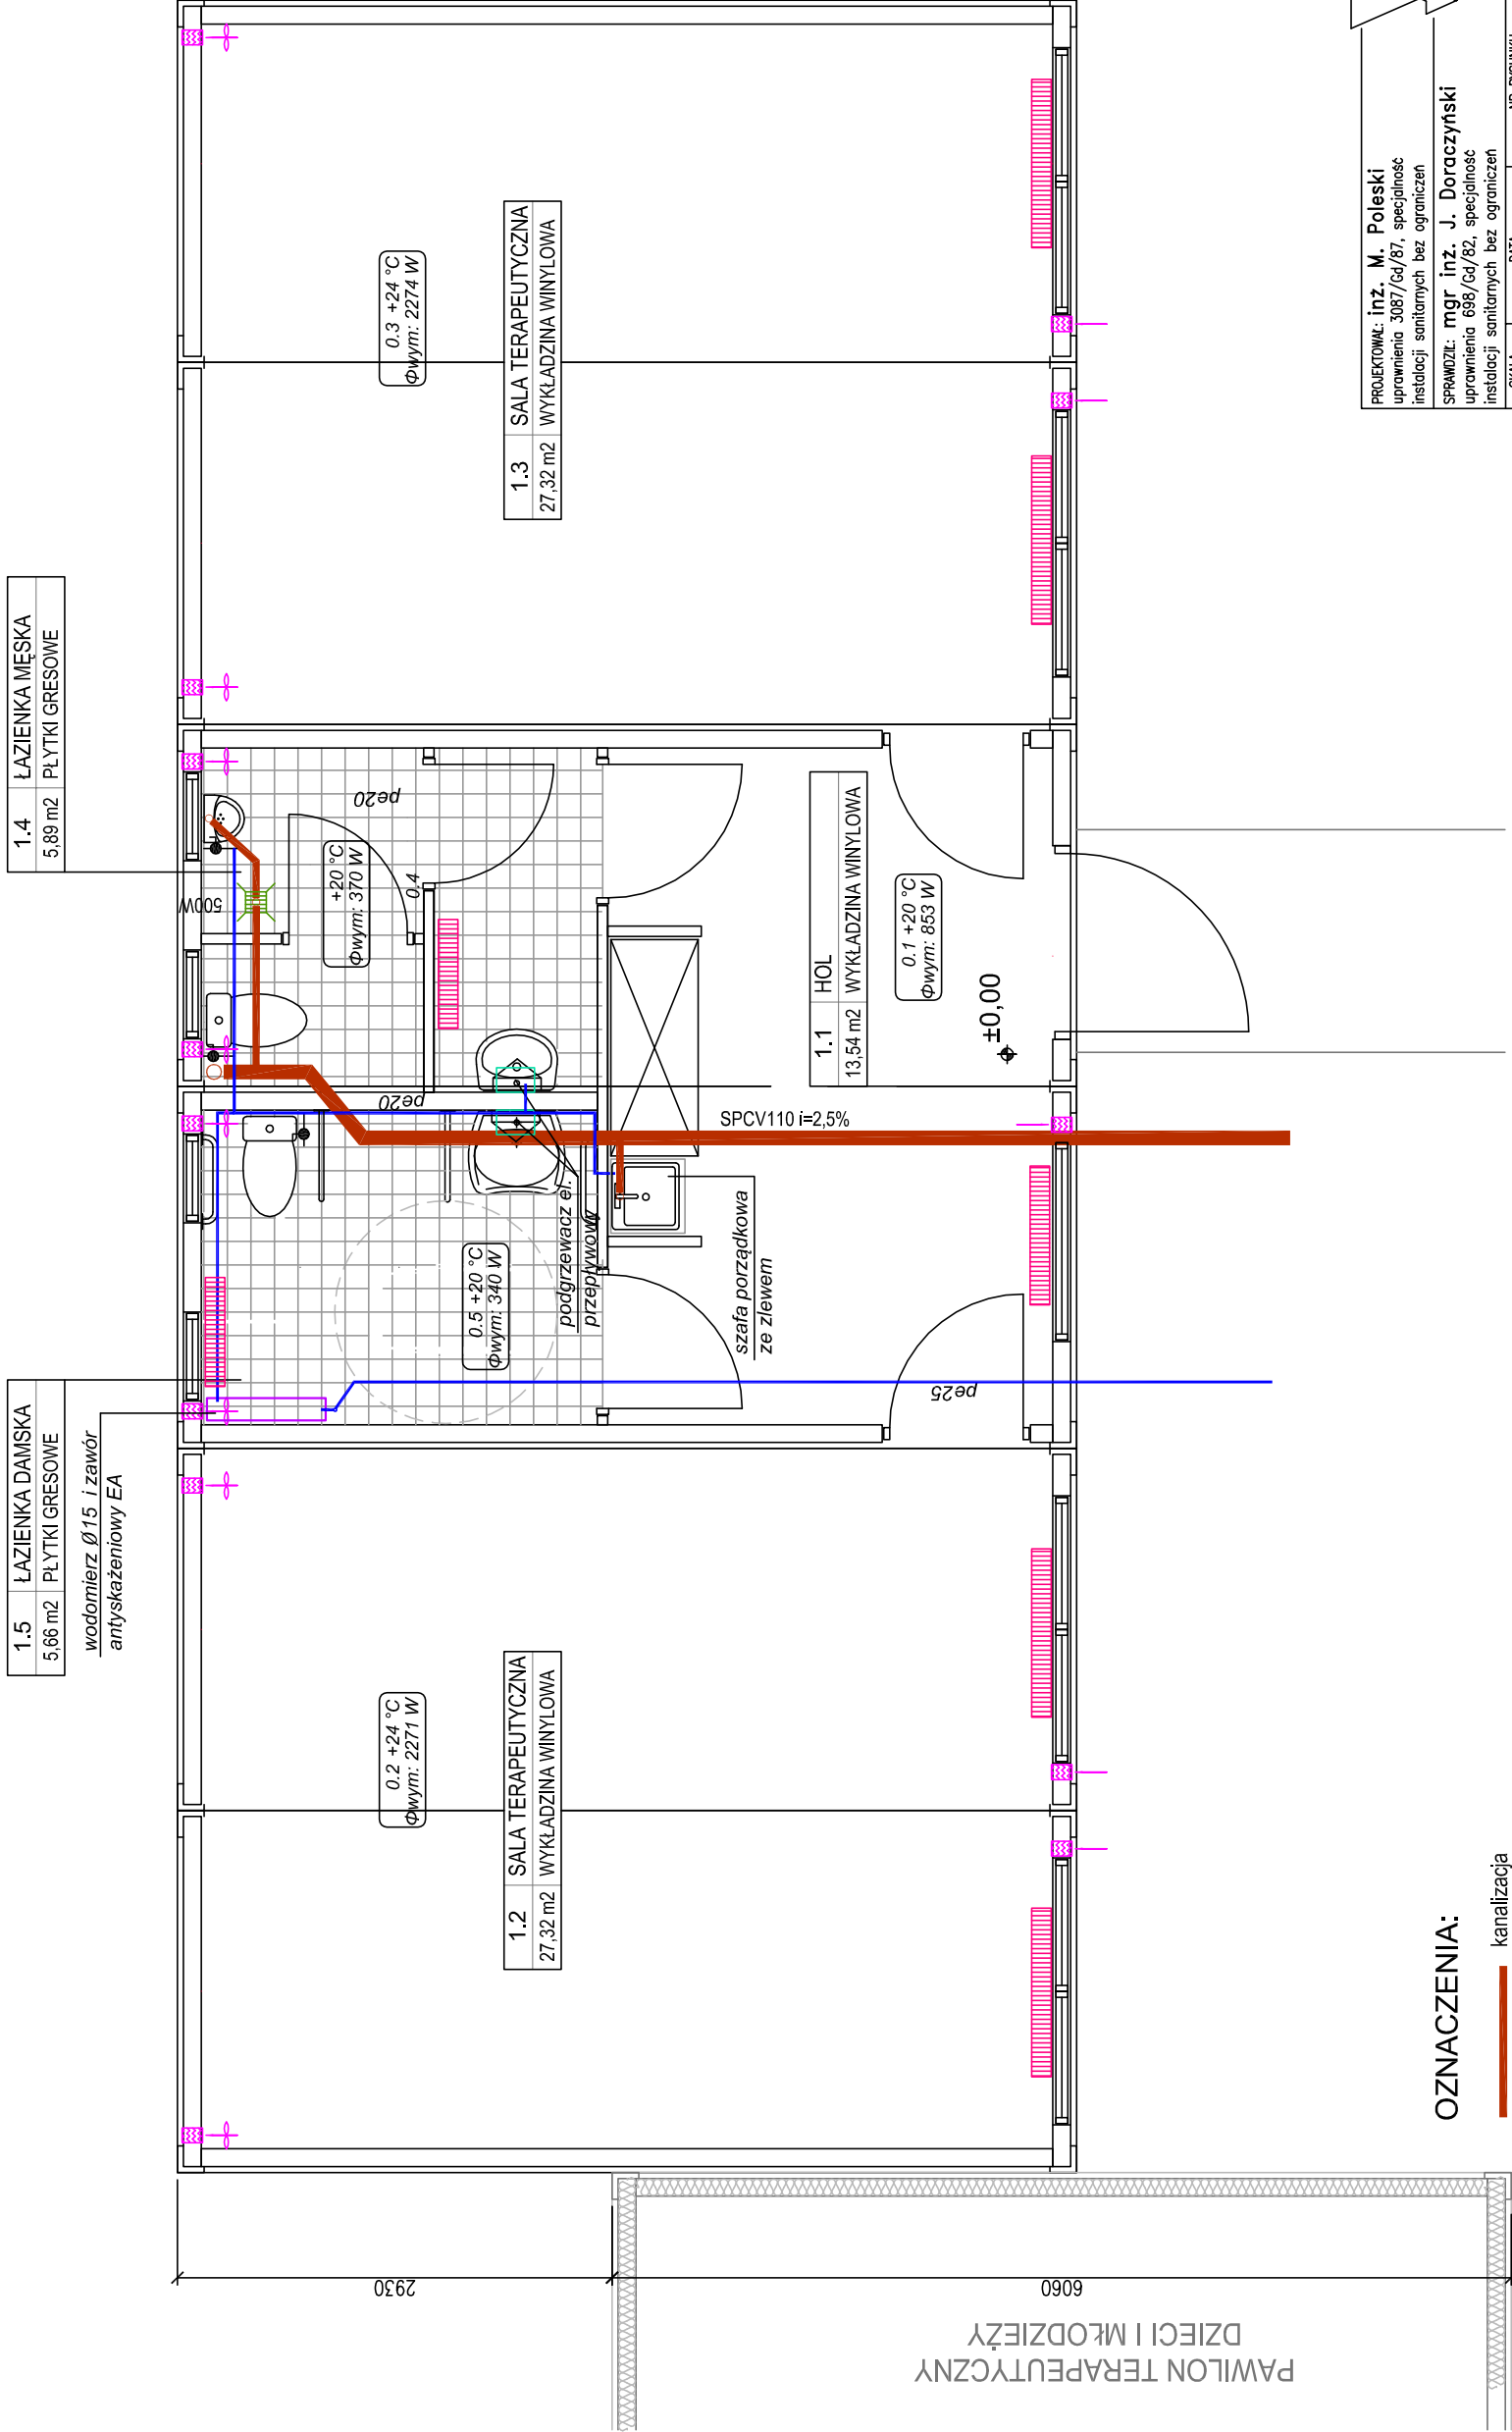 1.4 ŁAZIENKA MĘSKA
5,89 m2 PŁYTKI GRESOWE
1.5 ŁAZIENKA DAMSKA
5,66 m2 PŁYTKI GRESOWE
wodomierz Ø15 i zawór
antyskażeniowy EA
0.3 +24 °C
Φwym: 2274 W
1.3 SALA TERAPEUTYCZNA
27,32 m2 WYKŁADZINA WINYLOWA
500W
pe20
+20 °C
Φwym: 370 W
0.4
pe20
0.5 +20 °C
Φwym: 340 W
podgrzewacz el.
przepływowy
szafa porządkowa
ze zlewem
SPCV110 i=2,5%
1.1 HOL
13,54 m2 WYKŁADZINA WINYLOWA
0.1 +20 °C
Φwym: 853 W
±0,00
pe25
0.2 +24 °C
Φwym: 2271 W
1.2 SALA TERAPEUTYCZNA
27,32 m2 WYKŁADZINA WINYLOWA
2930
6060
PAWILON TERAPEUTYCZNY
DZIECI I MŁODZIEŻY
OZNACZENIA:
kanalizacja
PROJEKTOWAŁ: inż. M. Poleski
uprawnienia 3087/Gd/87, specjalność
instalacji sanitarnych bez ograniczeń
SPRAWDZIŁ: mgr inż. J. Doraczyński
uprawnienia 698/Gd/82, specjalność
instalacji sanitarnych bez ograniczeń